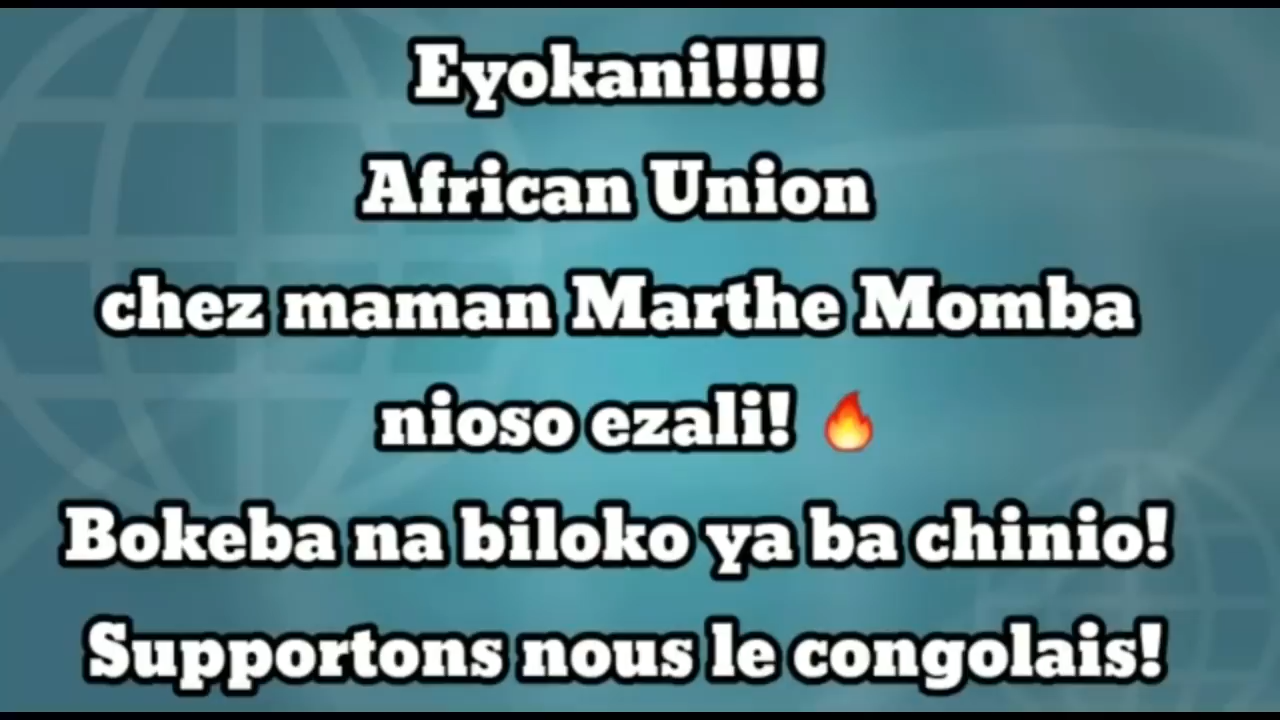 Eyokani!!!!
African Union
chez maman Marthe Momba
nioso ezali! 🔥
Bokeba na biloko ya ba chinio!
Supportons nous le congolais!